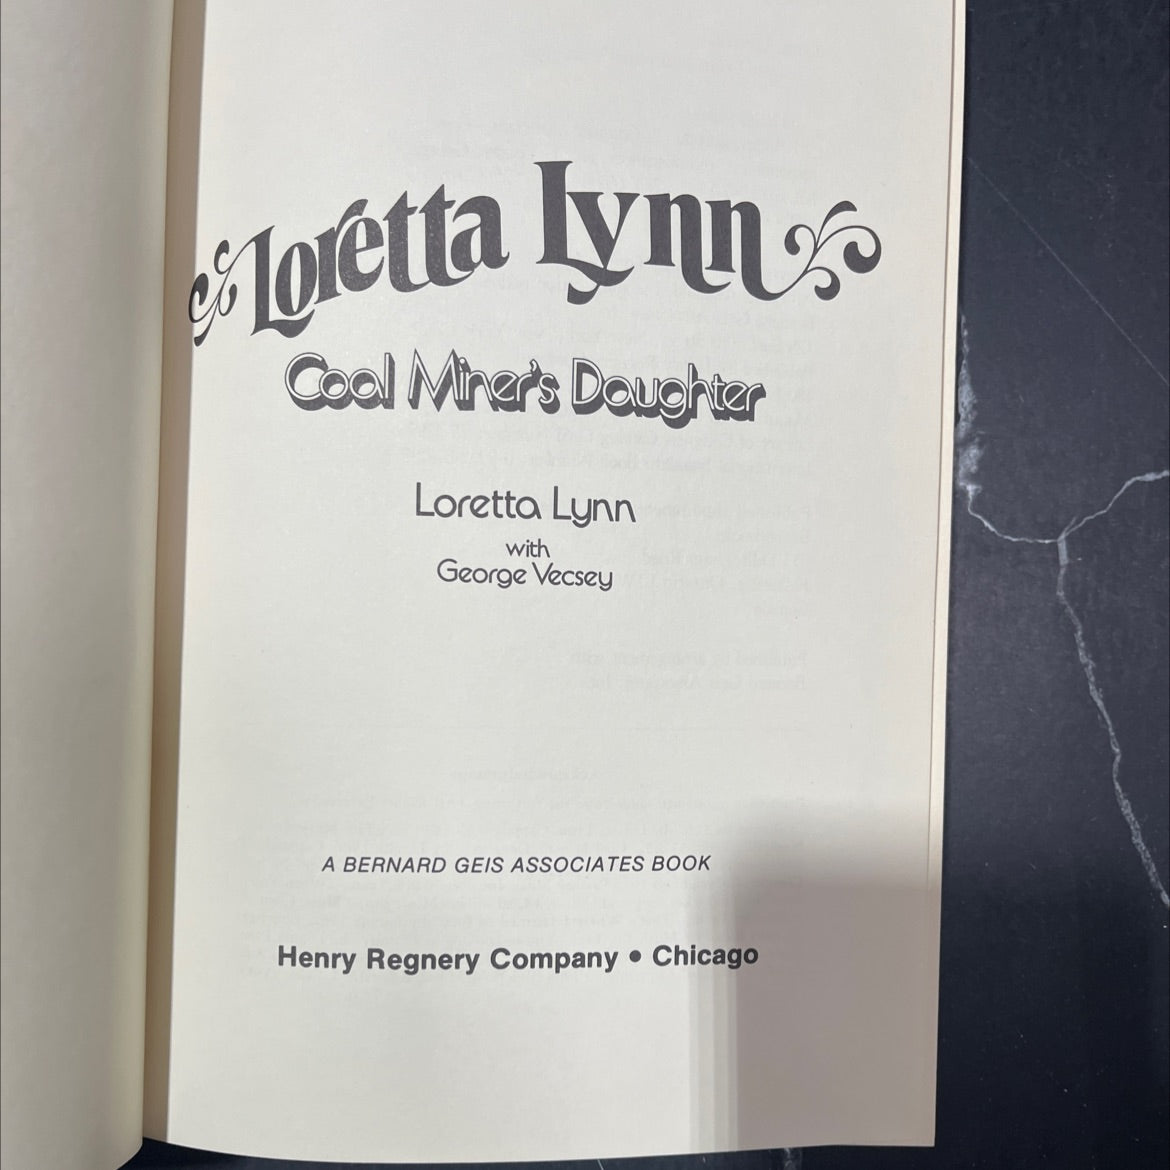 Loretta Lynn
Coal Miner's Daughter
Loretta Lynn
with
George Vecsey
A BERNARD GEIS ASSOCIATES BOOK
Henry Regnery Company • Chicago